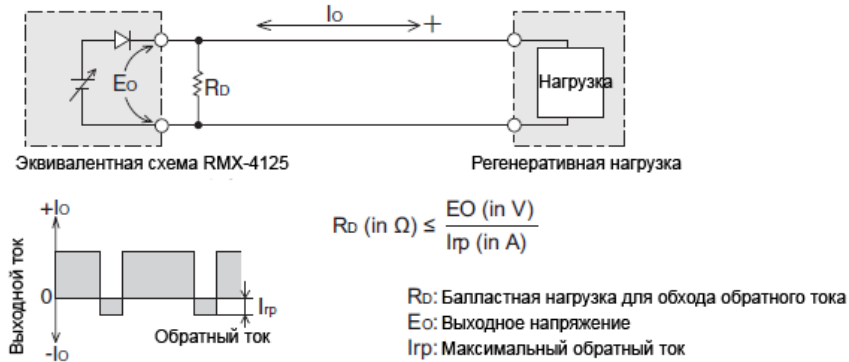 Io
+
Eo
RD
Нагрузка
Эквивалентная схема RMX-4125
Регенеративная нагрузка
Выходной ток
+Io
0
-Io
Irp
Обратный ток
RD (in Ω) ≤ EO (in V)
Irp (in A)
RD: Балластная нагрузка для обхода обратного тока
Eo: Выходное напряжение
Irp: Максимальный обратный ток